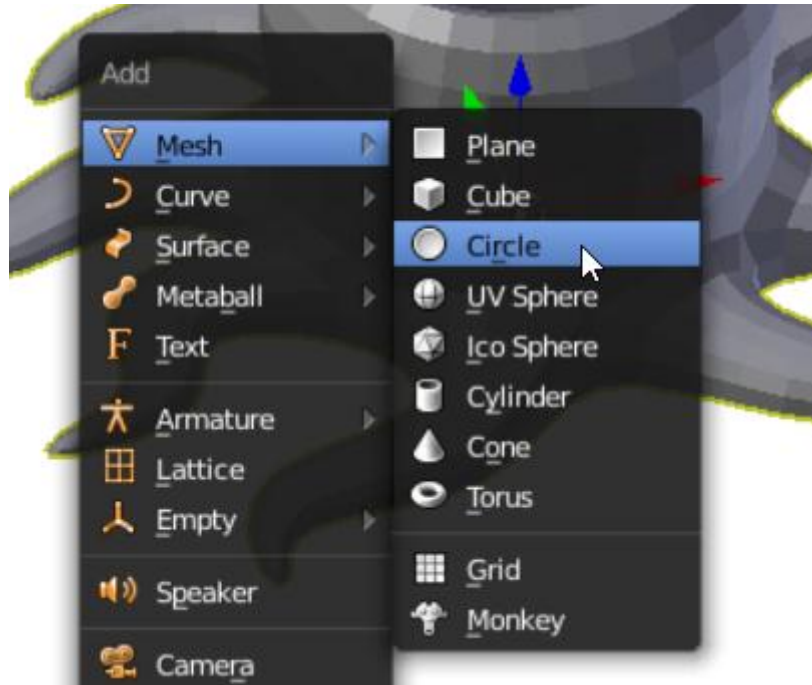 Add
Mesh
Curve
Surface
Metaball
Text
Armature
Lattice
Empty
Speaker
Camera
Plane
Cube
Circle
UV Sphere
Ico Sphere
Cylinder
Cone
Torus
Grid
Monkey